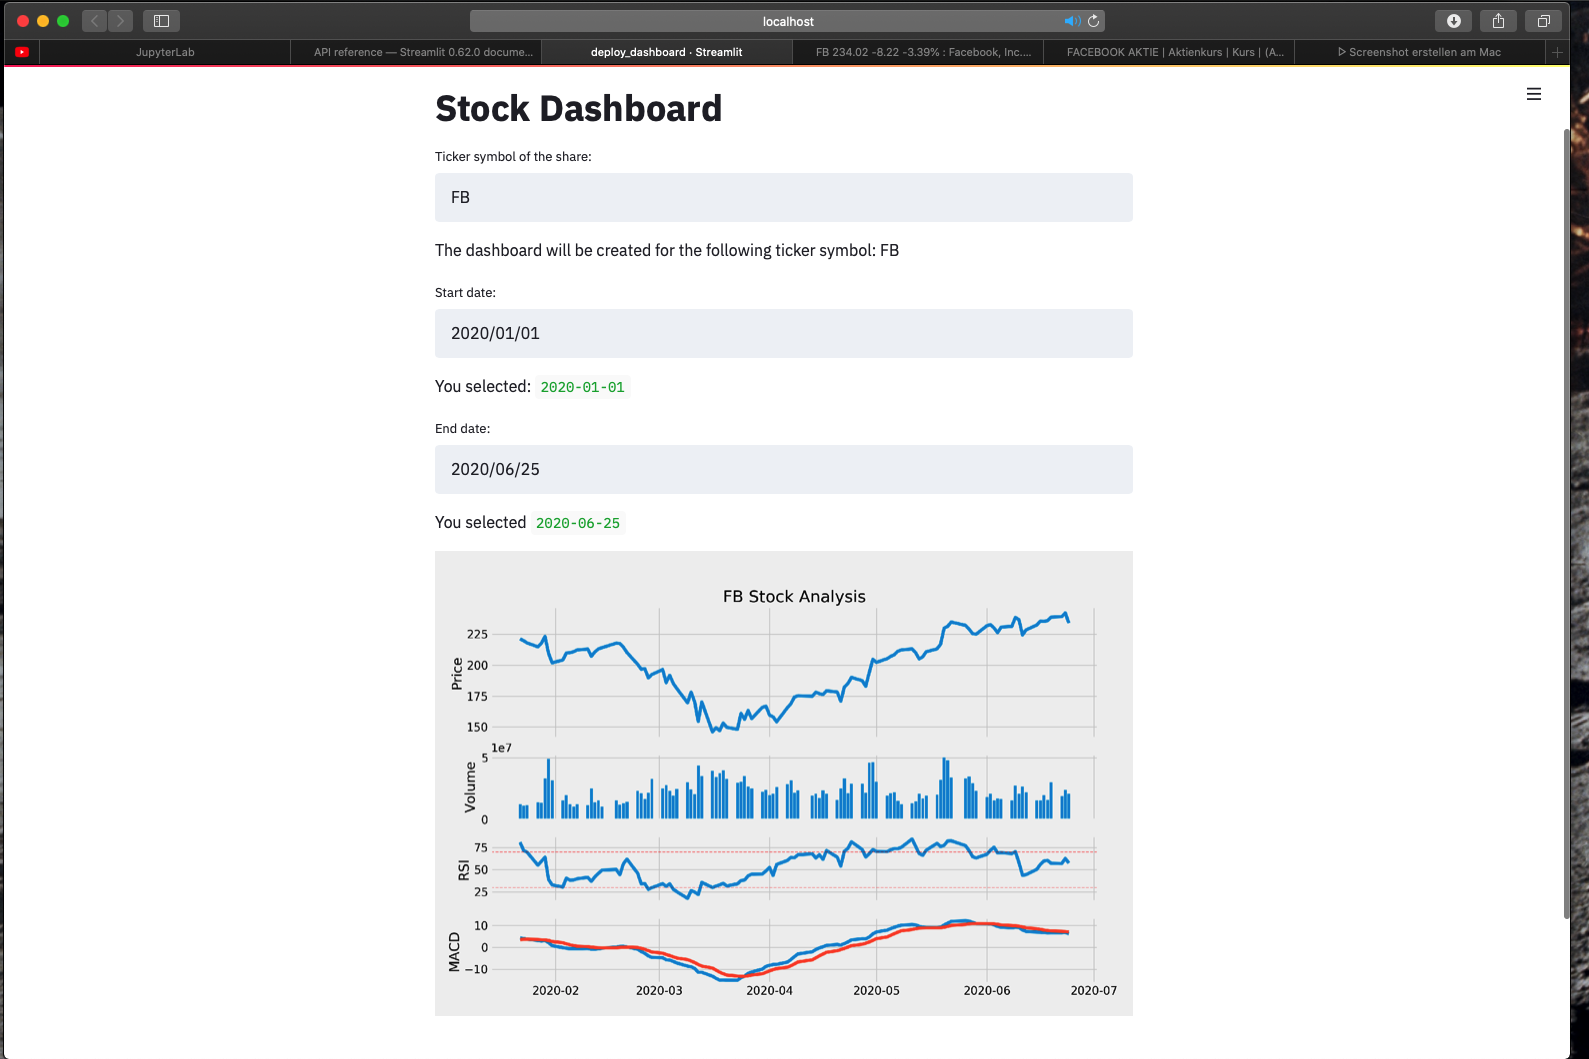 localhost
JupyterLab
API reference — Streamlit 0.62.0 docume...
deploy_dashboard · Streamlit
FB 234.02 -8.22 -3.39% : Facebook, Inc....
FACEBOOK AKTIE | Aktienkurs | Kurs | (A...
▷ Screenshot erstellen am Mac
Stock Dashboard
Ticker symbol of the share:
FB
The dashboard will be created for the following ticker symbol: FB
Start date:
2020/01/01
You selected: 2020-01-01
End date:
2020/06/25
You selected 2020-06-25
FB Stock Analysis
Price
225
200
175
150
1e7
Volume
5
0
RSI
75
50
25
MACD
10
0
−10
2020-02 2020-03 2020-04 2020-05 2020-06 2020-07